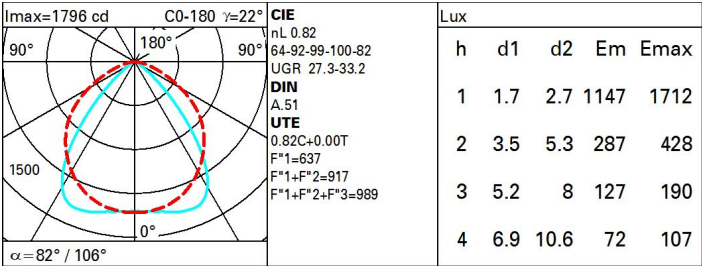 Imax=1796 cd C0-180 γ=22°
90° 180° 90°
1500
0°
α=82° / 106°
CIE
nL 0.82
64-92-99-100-82
UGR 27.3-33.2
DIN
A.51
UTE
0.82C+0.00T
F"1=637
F"1+F"2=917
F"1+F"2+F"3=989
Lux
h d1 d2 Em Emax
1 1.7 2.7 1147 1712
2 3.5 5.3 287 428
3 5.2 8 127 190
4 6.9 10.6 72 107